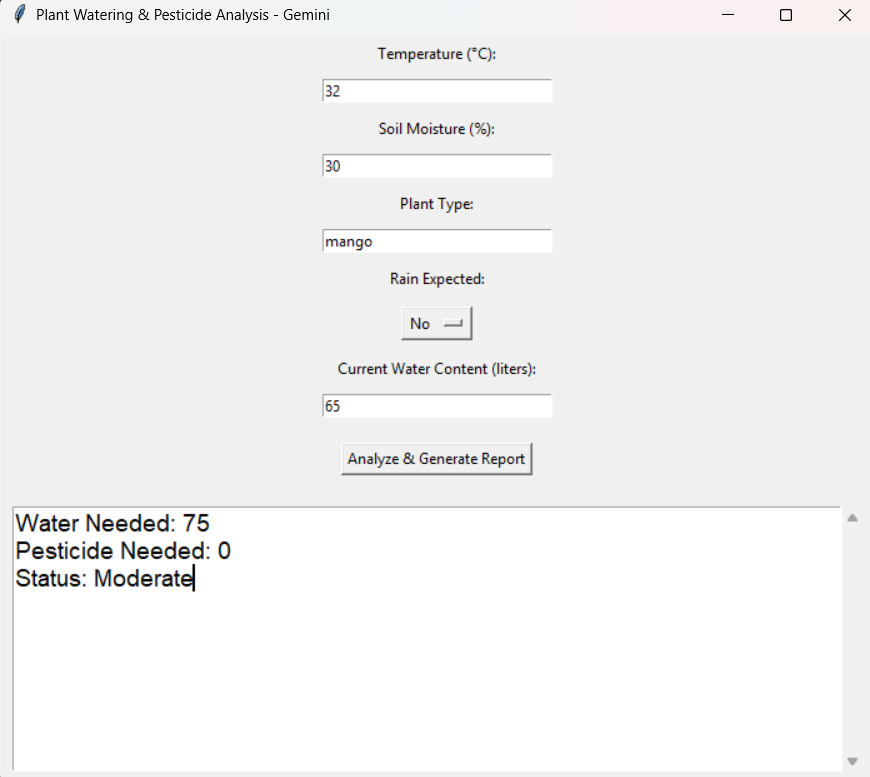 Plant Watering & Pesticide Analysis - Gemini
Temperature (°C):
32
Soil Moisture (%):
30
Plant Type:
mango
Rain Expected:
No
Current Water Content (liters):
65
Analyze & Generate Report
Water Needed: 75
Pesticide Needed: 0
Status: Moderate